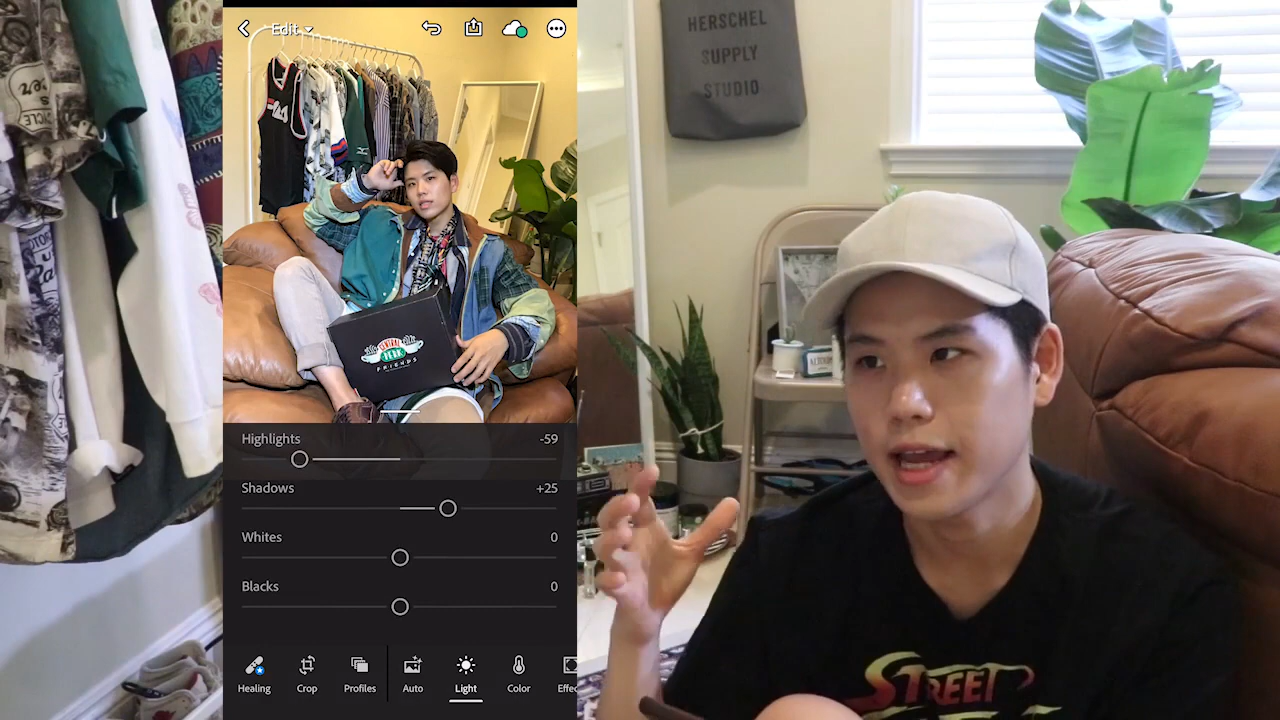 Edit
CENTRAL
PERK
FRIENDS
Highlights -59
Shadows +25
Whites 0
Blacks 0
Healing Crop Profiles Auto Light Color Effec
HERSCHEL
SUPPLY
STUDIO
STREET